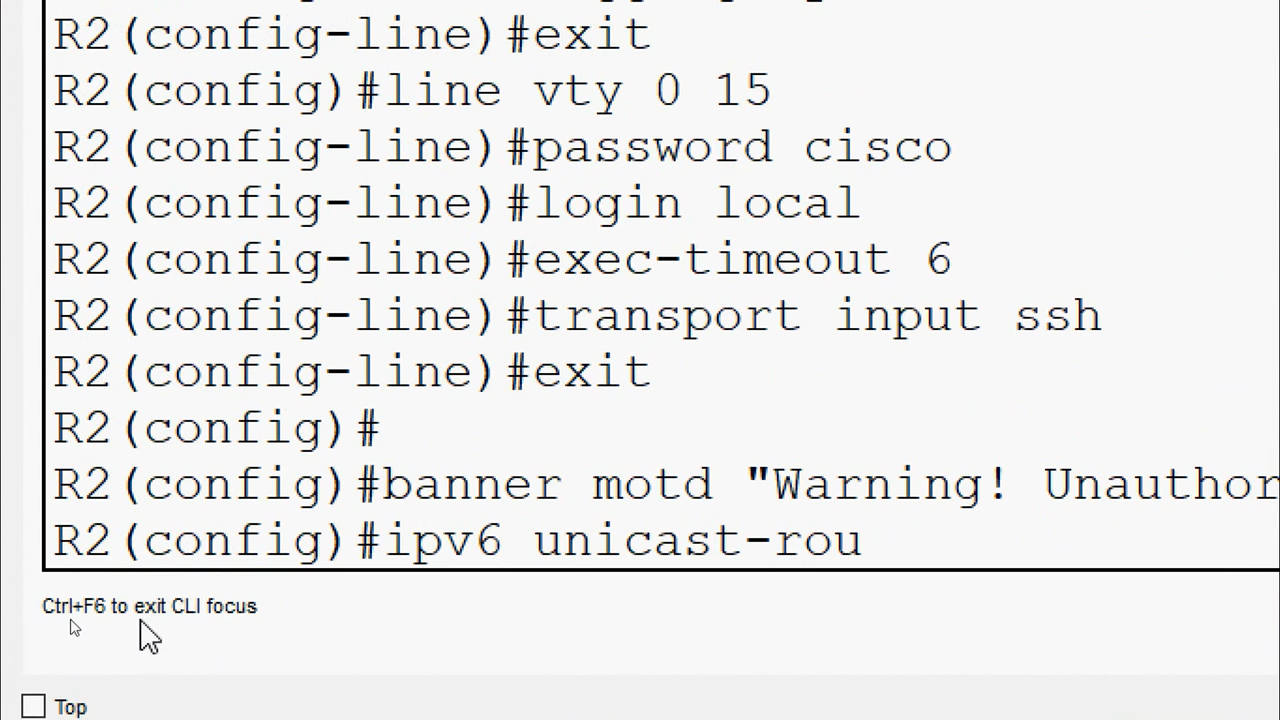 R2(config-line)#exit
R2(config)#line vty 0 15
R2(config-line)#password cisco
R2(config-line)#login local
R2(config-line)#exec-timeout 6
R2(config-line)#transport input ssh
R2(config-line)#exit
R2(config)#
R2(config)#banner motd "Warning! Unauthor
R2(config)#ipv6 unicast-rou
Ctrl+F6 to exit CLI focus
Top